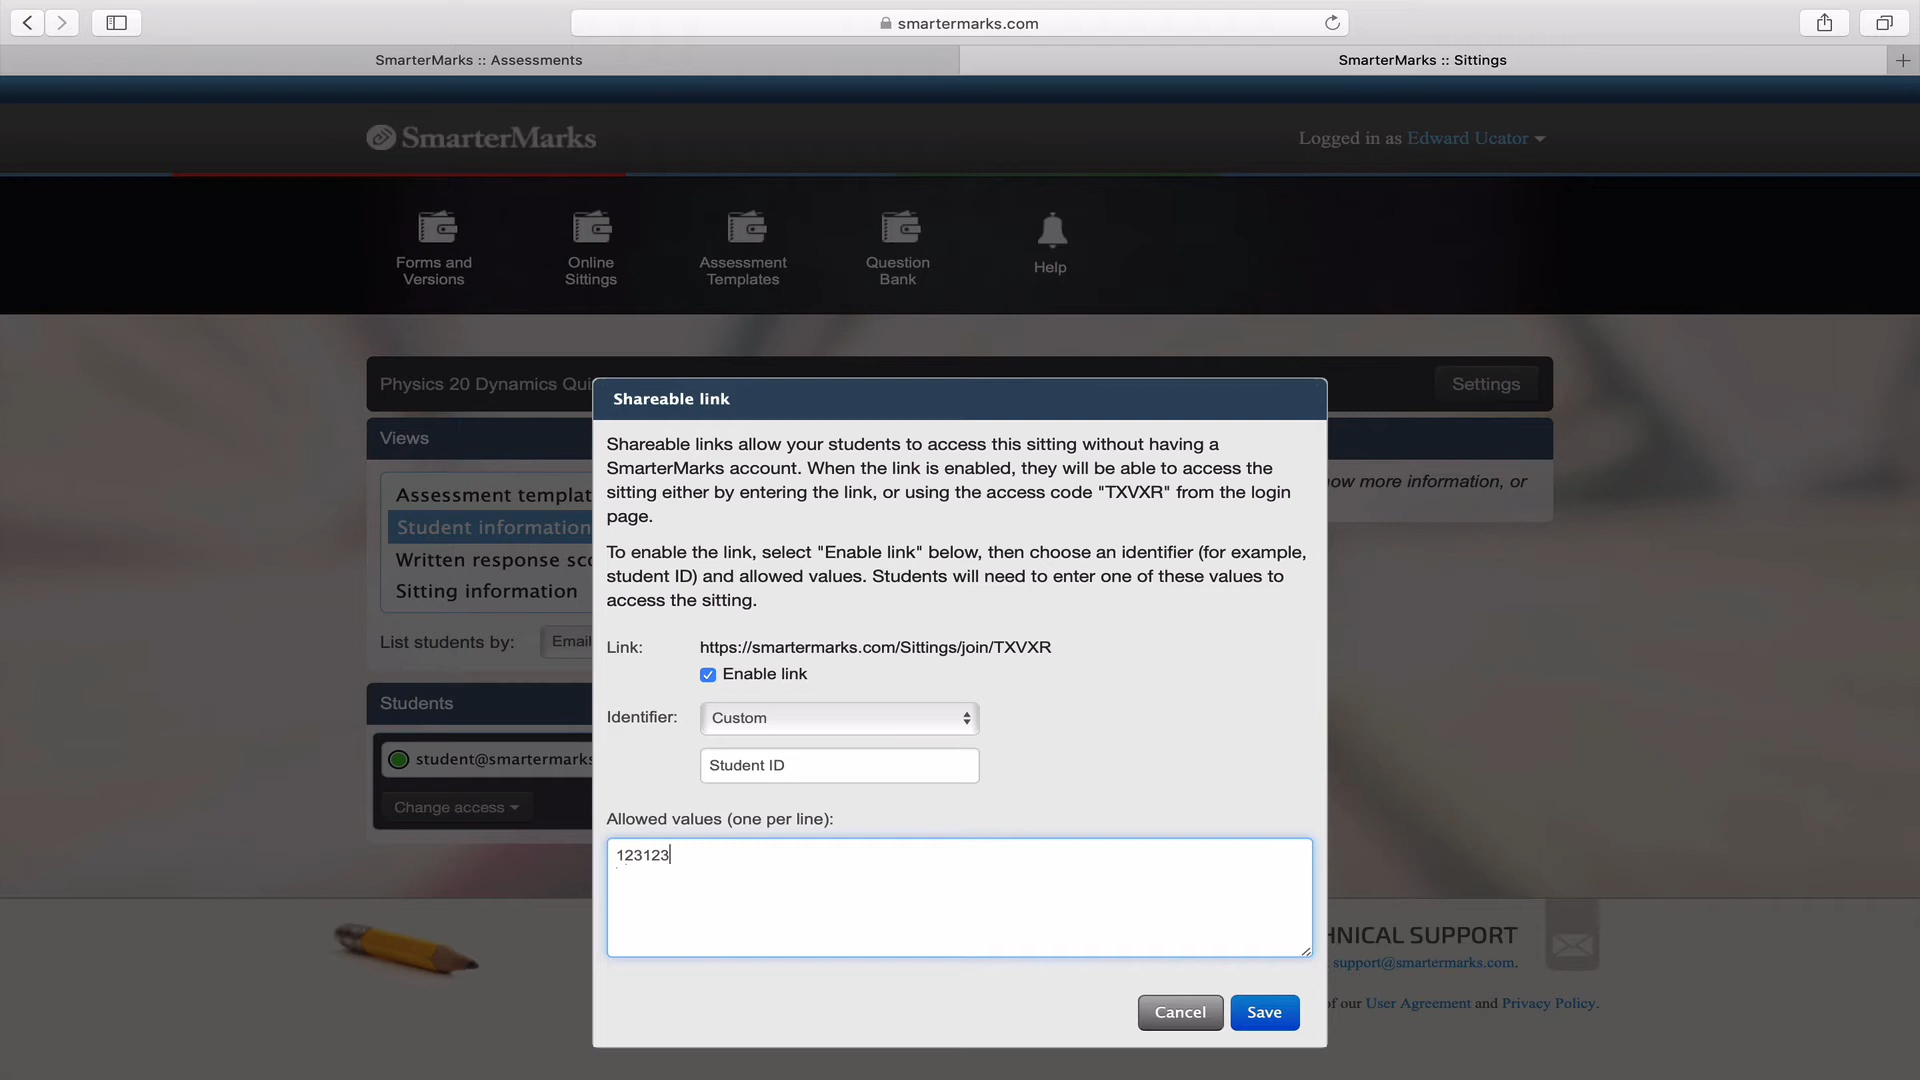 smartermarks.com
SmarterMarks :: Assessments
SmarterMarks :: Sittings
SmarterMarks
Logged in as Edward Ucator
Forms and
Versions
Online
Sittings
Assessment
Templates
Question
Bank
Help
Physics 20 Dynamics Qui
Settings
Views
Assessment templat
Student information
Written response sc
Sitting information
List students by: Email
ow more information, or
Students
student@smartermarks
Change access
Shareable link
Shareable links allow your students to access this sitting without having a
SmarterMarks account. When the link is enabled, they will be able to access the
sitting either by entering the link, or using the access code "TXVXR" from the login
page.
To enable the link, select "Enable link" below, then choose an identifier (for example,
student ID) and allowed values. Students will need to enter one of these values to
access the sitting.
Link: https://smartermarks.com/Sittings/join/TXVXR
Enable link
Identifier: Custom
Student ID
Allowed values (one per line):
123123
Cancel Save
HNICAL SUPPORT
support@smartermarks.com.
of our User Agreement and Privacy Policy.